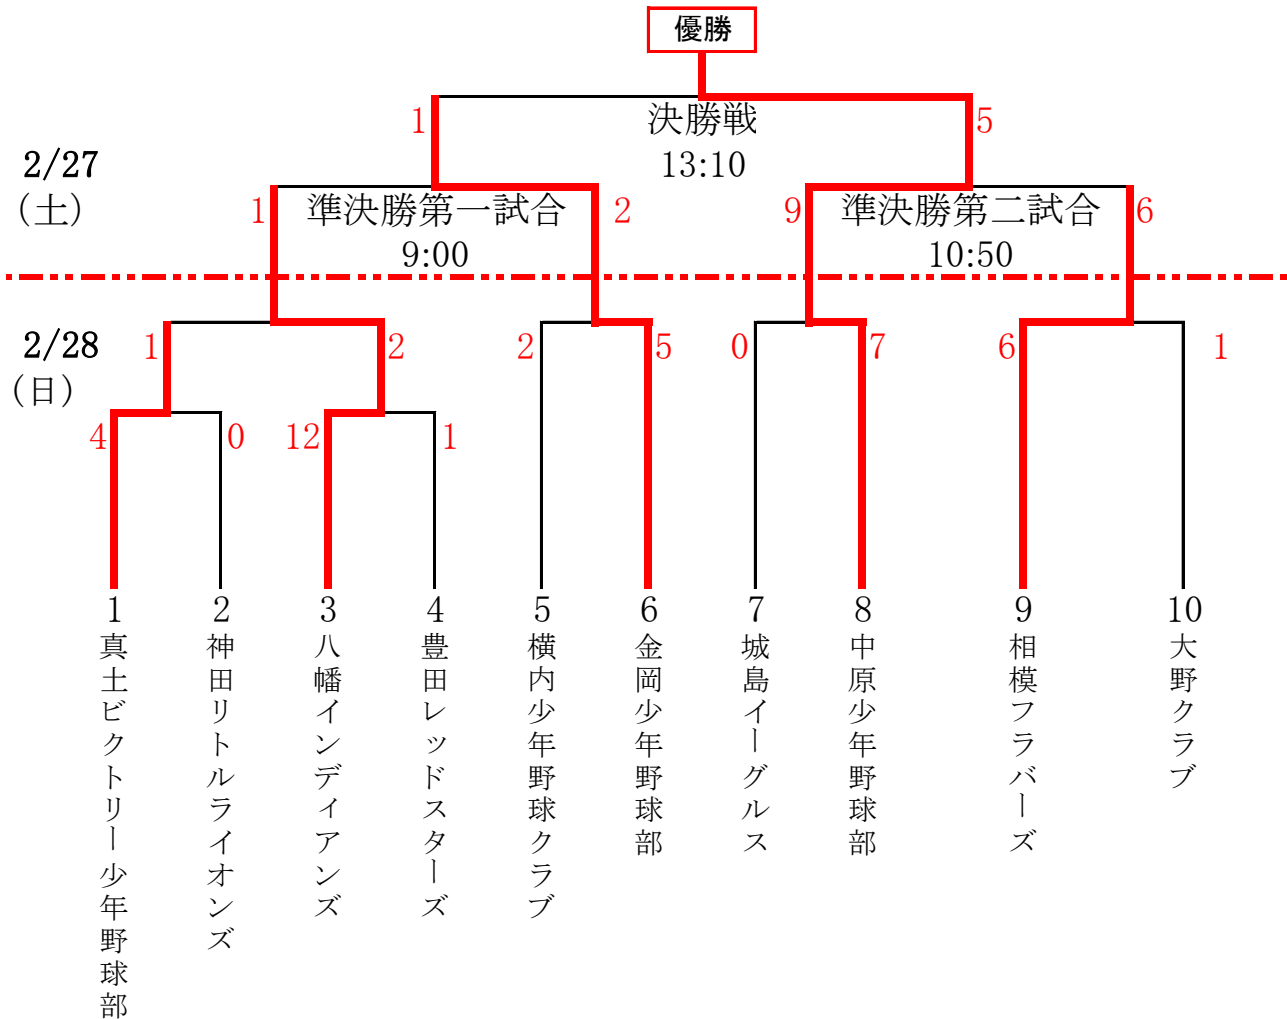 優勝
1
決勝戦
5
13:10
2/27
(土)
1
準決勝第一試合
2
9
準決勝第二試合
6
9:00
10:50
2/28
(日)
1
2
2
5
0
7
6
1
4
0
12
1
1
2
3
4
5
6
7
8
9
10
真土ビクトリー少年野球部
神田リトルライオンズ
八幡インディアンズ
豊田レッドスターズ
横内少年野球クラブ
金岡少年野球部
城島イーグルス
中原少年野球部
相模フラバーズ
大野クラブ